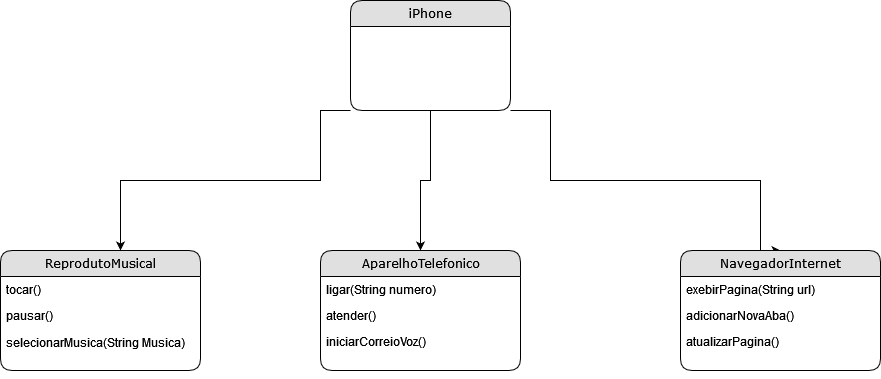 iPhone
ReprodutoMusical
tocar()
pausar()
selecionarMusica(String Musica)
AparelhoTelefonico
ligar(String numero)
atender()
iniciarCorreioVoz()
NavegadorInternet
exebirPagina(String url)
adicionarNovaAba()
atualizarPagina()